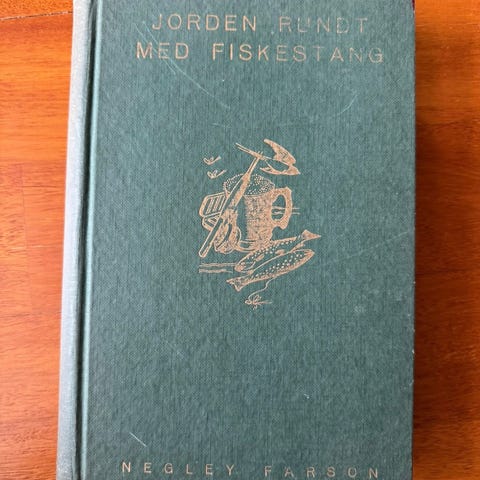 JORDEN RUNDT
MED FISKESTANG
NEGLEY FARSON